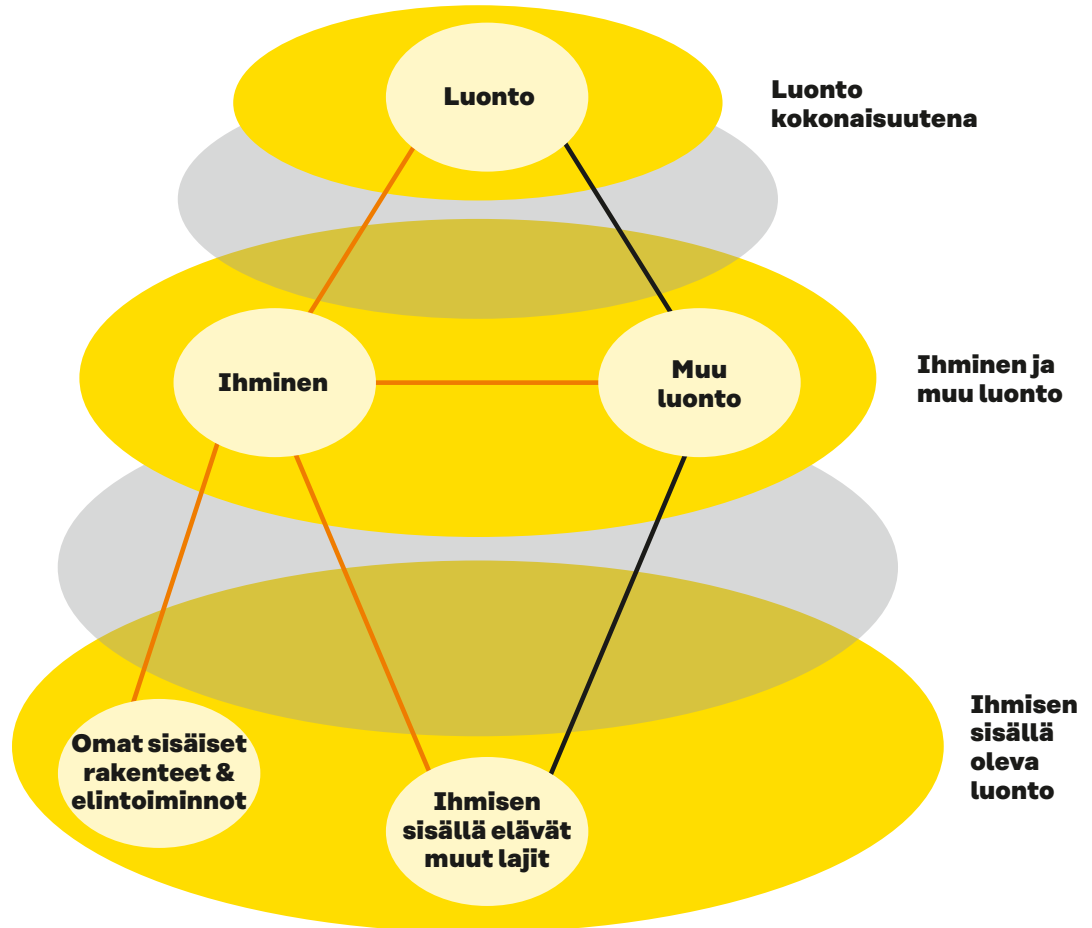 Luonto
Luonto
kokonaisuutena
Ihminen
Muu
luonto
Ihminen ja
muu luonto
Omat sisäiset
rakenteet &
elintoiminnot
Ihmisen
sisällä elävät
muut lajit
Ihmisen
sisällä
oleva
luonto